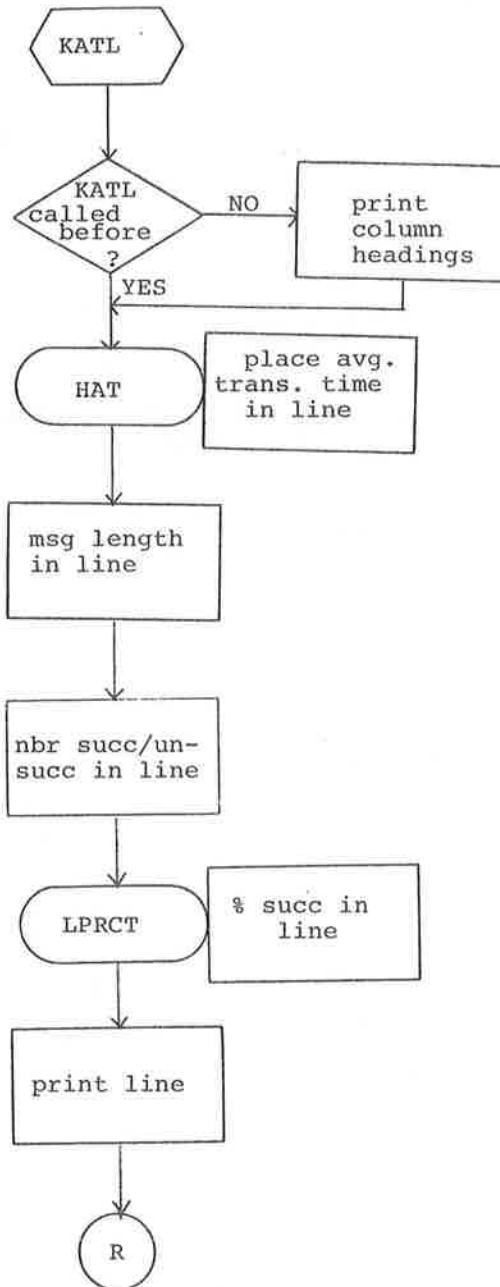 KATL
KATL
called
before
?
NO
print
column
headings
YES
HAT
place avg.
trans. time
in line
msg length
in line
nbr succ/un-
succ in line
LPRCT
% succ in
line
print line
R